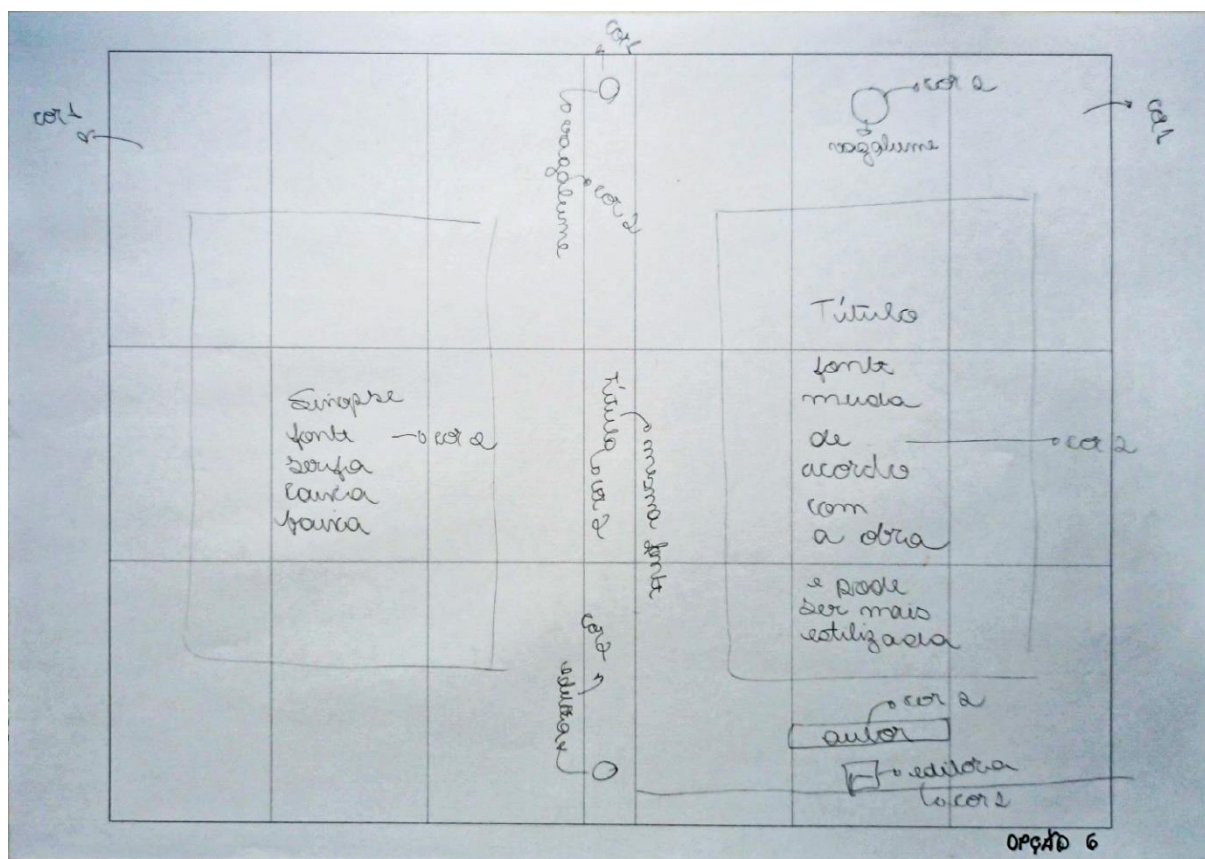 cor 1
Sinopse
fonte
serifa
caixa
baixa
cor 2
cor 1
vagalume
cor 2
Título
cor 2
mesma fonte
cor 2
editora
cor 2
vagalume
cor 1
Título
fonte
muda
de
acordo
com
a obra
e pode
ser mais
estilizada
cor 2
cor 2
autor
editora
OPÇÃO 6